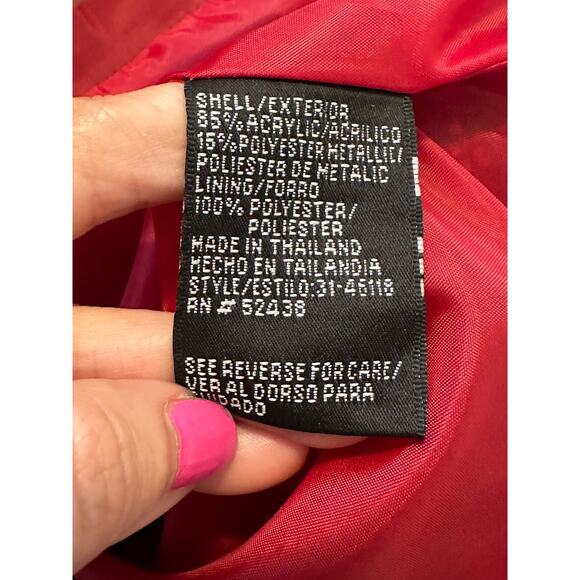 SHELL/EXTERIOR
85% ACRYLIC/ACRILICO
15% POLYESTER METALLIC/
POLIESTER DE METALIC
LINING/FORRO
100% POLYESTER/
POLIESTER
MADE IN THAILAND
HECHO EN TAILANDIA
STYLE/ESTILO:31-46118
RN # 52438
SEE REVERSE FOR CARE/
VER AL DORSO PARA